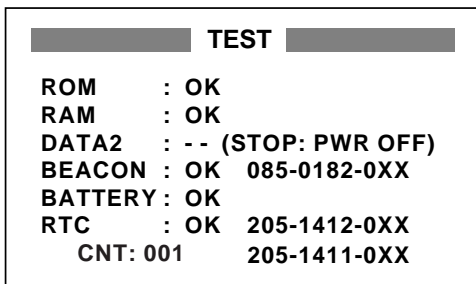 TEST
ROM : OK
RAM : OK
DATA2 : - - (STOP: PWR OFF)
BEACON : OK 085-0182-0XX
BATTERY : OK
RTC : OK 205-1412-0XX
CNT: 001 205-1411-0XX